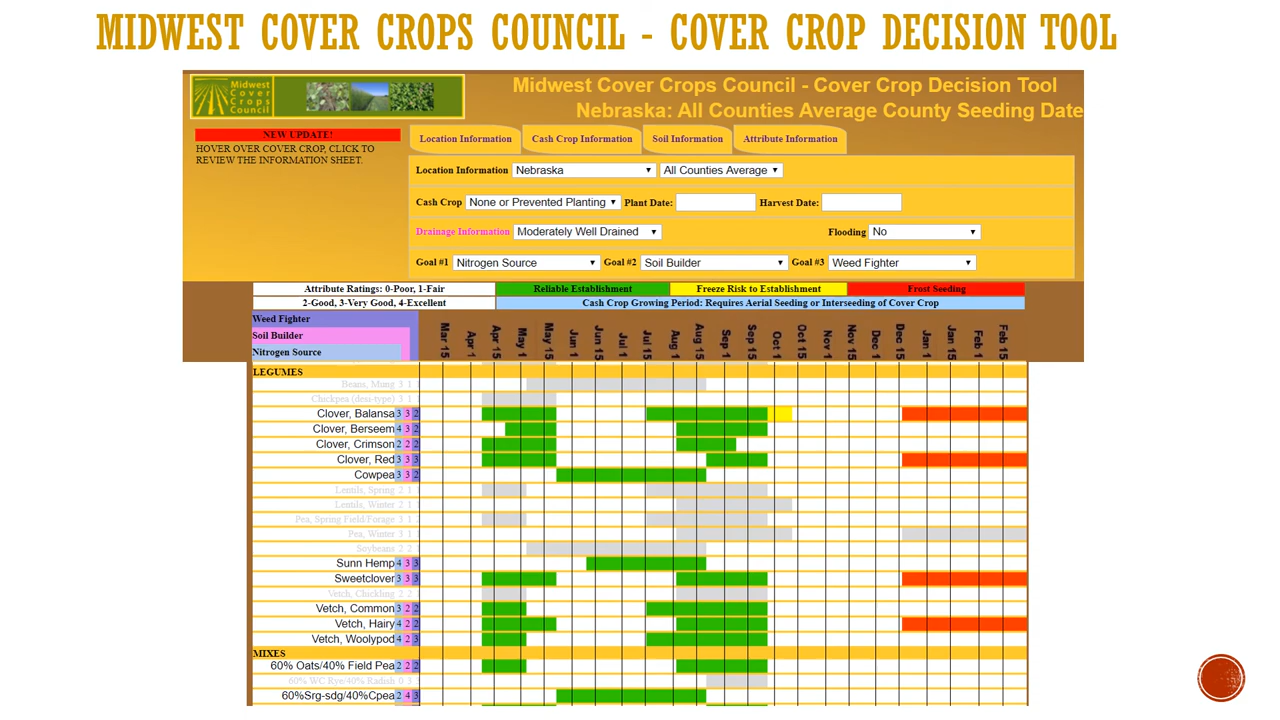 MIDWEST COVER CROPS COUNCIL - COVER CROP DECISION TOOL
Midwest
Cover
Crops
Council
Midwest Cover Crops Council - Cover Crop Decision Tool
Nebraska: All Counties Average County Seeding Date
NEW UPDATE!
HOVER OVER COVER CROP, CLICK TO
REVIEW THE INFORMATION SHEET.
Location Information Cash Crop Information Soil Information Attribute Information
Location Information Nebraska All Counties Average
Cash Crop None or Prevented Planting Plant Date: Harvest Date:
Drainage Information Moderately Well Drained Flooding No
Goal #1 Nitrogen Source Goal #2 Soil Builder Goal #3 Weed Fighter
Attribute Ratings: 0-Poor, 1-Fair Reliable Establishment Freeze Risk to Establishment Frost Seeding
2-Good, 3-Very Good, 4-Excellent Cash Crop Growing Period: Requires Aerial Seeding or Interseeding of Cover Crop
Weed Fighter
Soil Builder
Nitrogen Source
Mar 15 Apr 1 Apr 15 May 1 May 15 Jun 1 Jun 15 Jul 1 Jul 15 Aug 1 Aug 15 Sep 1 Sep 15 Oct 1 Oct 15 Nov 1 Nov 15 Dec 1 Dec 15 Jan 1 Jan 15 Feb 1 Feb 15
LEGUMES
Beans, Mung 3 1
Chickpea (desi-type) 3 1
Clover, Balansa 3 3 2
Clover, Berseem 4 3 2
Clover, Crimson 2 2 2
Clover, Red 3 3 3
Cowpea 3 3 2
Lentils, Spring 2 1
Lentils, Winter 2 1
Pea, Spring Field/Forage 3 1
Pea, Winter 3 1
Soybeans 2 2
Sunn Hemp 4 3 3
Sweetclover 3 3 3
Vetch, Chickling 2 2
Vetch, Common 3 2 2
Vetch, Hairy 4 2 2
Vetch, Woolypod 4 2 3
MIXES
60% Oats/40% Field Pea 2 2 2
60% WC Rye/40% Radish 0 3
60%Srg-sdg/40%Cpea 2 4 3